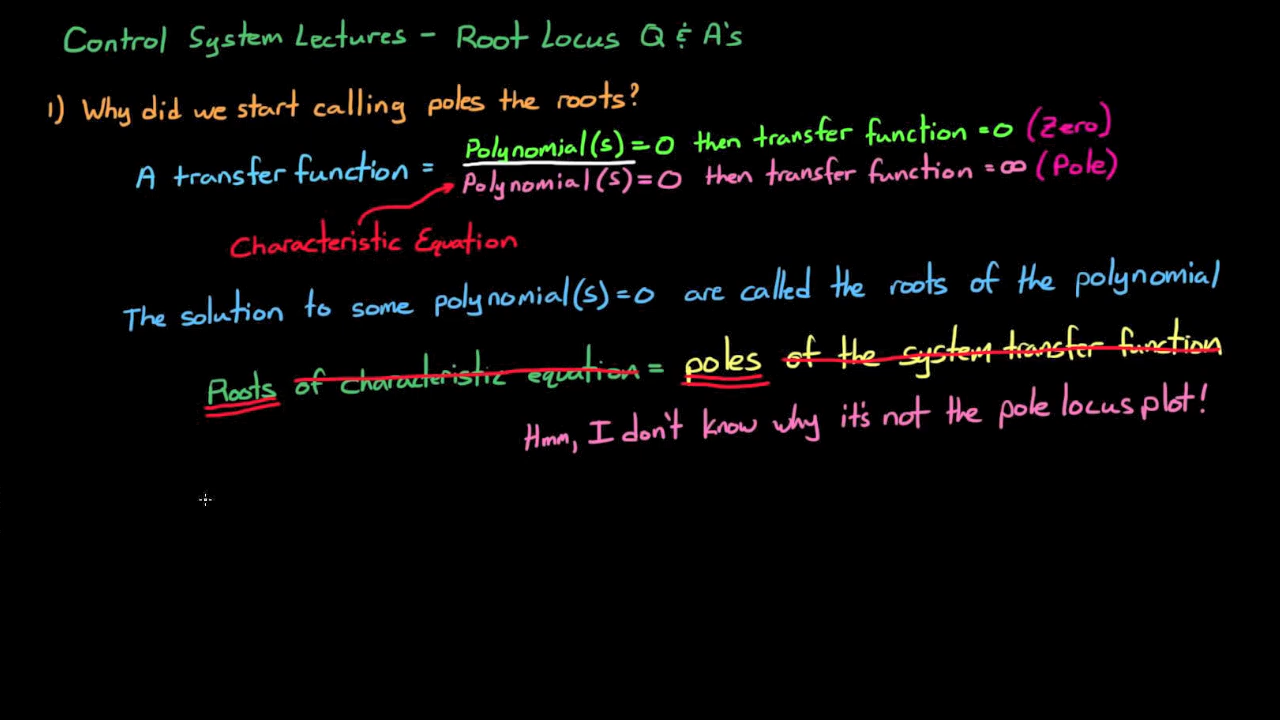 Control System Lectures - Root Locus Q & A's
1) Why did we start calling poles the roots?
A transfer function = Polynomial(s) = 0 then transfer function = 0 (Zero)
Polynomial(s) = 0 then transfer function = ∞ (Pole)
Characteristic Equation
The solution to some polynomial(s) = 0 are called the roots of the polynomial
Roots of characteristic equation = poles of the system transfer function
Hmm, I don't know why it's not the pole locus plot!